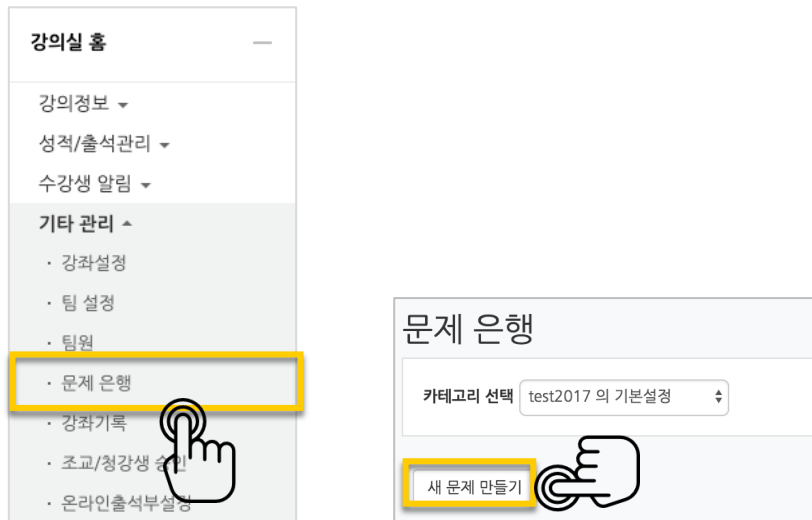 강의실 홈
강의정보
성적/출석관리
수강생 알림
기타 관리
· 강좌설정
· 팀 설정
· 팀원
· 문제 은행
· 강좌기록
· 조교/청강생 승인
· 온라인출석부설정
문제 은행
카테고리 선택 test2017 의 기본설정
새 문제 만들기